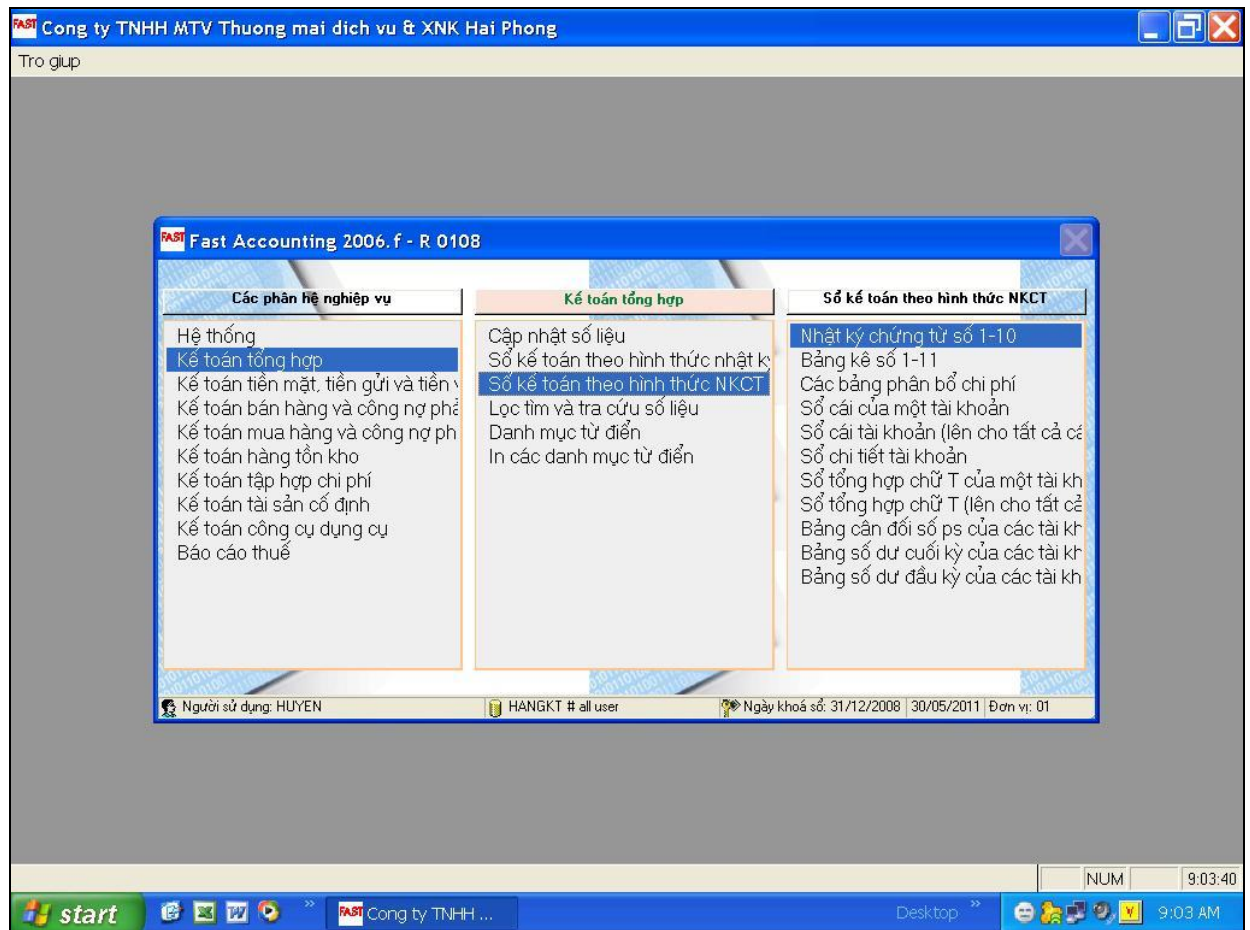 FAST Cong ty TNHH MTV Thuong mai dich vu & XNK Hai Phong
Tro giup
FAST Fast Accounting 2006.f - R 0108
Các phân hệ nghiệp vụ
Hệ thống
Kế toán tổng hợp
Kế toán tiền mặt, tiền gửi và tiền
Kế toán bán hàng và công nợ phả
Kế toán mua hàng và công nợ ph
Kế toán hàng tồn kho
Kế toán tập hợp chi phí
Kế toán tài sản cố định
Kế toán công cụ dụng cụ
Báo cáo thuế
Kế toán tổng hợp
Cập nhật số liệu
Sổ kế toán theo hình thức nhật k
Sổ kế toán theo hình thức NKCT
Lọc tìm và tra cứu số liệu
Danh mục từ điển
In các danh mục từ điển
Sổ kế toán theo hình thức NKCT
Nhật ký chứng từ số 1-10
Bảng kê số 1-11
Các bảng phân bổ chi phí
Sổ cái của một tài khoản
Sổ cái tài khoản (lên cho tất cả cá
Sổ chi tiết tài khoản
Sổ tổng hợp chữ T của một tài kh
Sổ tổng hợp chữ T (lên cho tất cả
Bảng cân đối số ps của các tài kh
Bảng số dư cuối kỳ của các tài kh
Bảng số dư đầu kỳ của các tài kh
Người sử dụng: HUYEN HANGKT # all user Ngày khoá sổ: 31/12/2008 30/05/2011 Đơn vị: 01
NUM 9:03:40
start FAST Cong ty TNHH ... Desktop » 9:03 AM